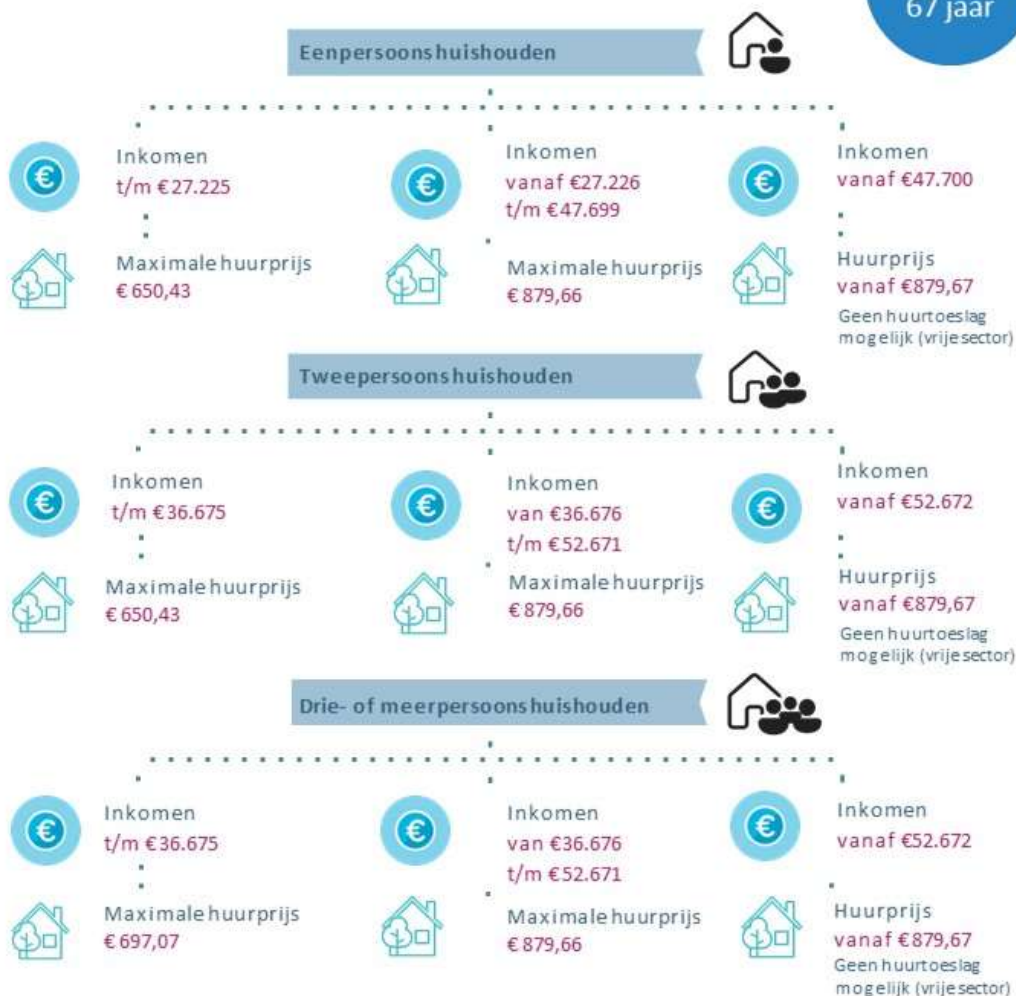 67 jaar
Eenpersoonshuishouden
Inkomen
t/m €27.225
Maximale huurprijs
€ 650,43
Inkomen
vanaf €27.226
t/m €47.699
Maximale huurprijs
€ 879,66
Inkomen
vanaf €47.700
Huurprijs
vanaf €879,67
Geen huurtoeslag
mogelijk (vrije sector)
Tweepersoonshuishouden
Inkomen
t/m €36.675
Maximale huurprijs
€ 650,43
Inkomen
van €36.676
t/m €52.671
Maximale huurprijs
€ 879,66
Inkomen
vanaf €52.672
Huurprijs
vanaf €879,67
Geen huurtoeslag
mogelijk (vrije sector)
Drie- of meerpersoonshuishouden
Inkomen
t/m €36.675
Maximale huurprijs
€ 697,07
Inkomen
van €36.676
t/m €52.671
Maximale huurprijs
€ 879,66
Inkomen
vanaf €52.672
Huurprijs
vanaf €879,67
Geen huurtoeslag
mogelijk (vrije sector)